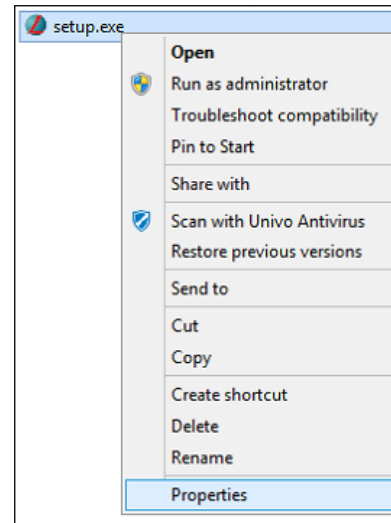 setup.exe
Open
Run as administrator
Troubleshoot compatibility
Pin to Start
Share with
Scan with Univo Antivirus
Restore previous versions
Send to
Cut
Copy
Create shortcut
Delete
Rename
Properties